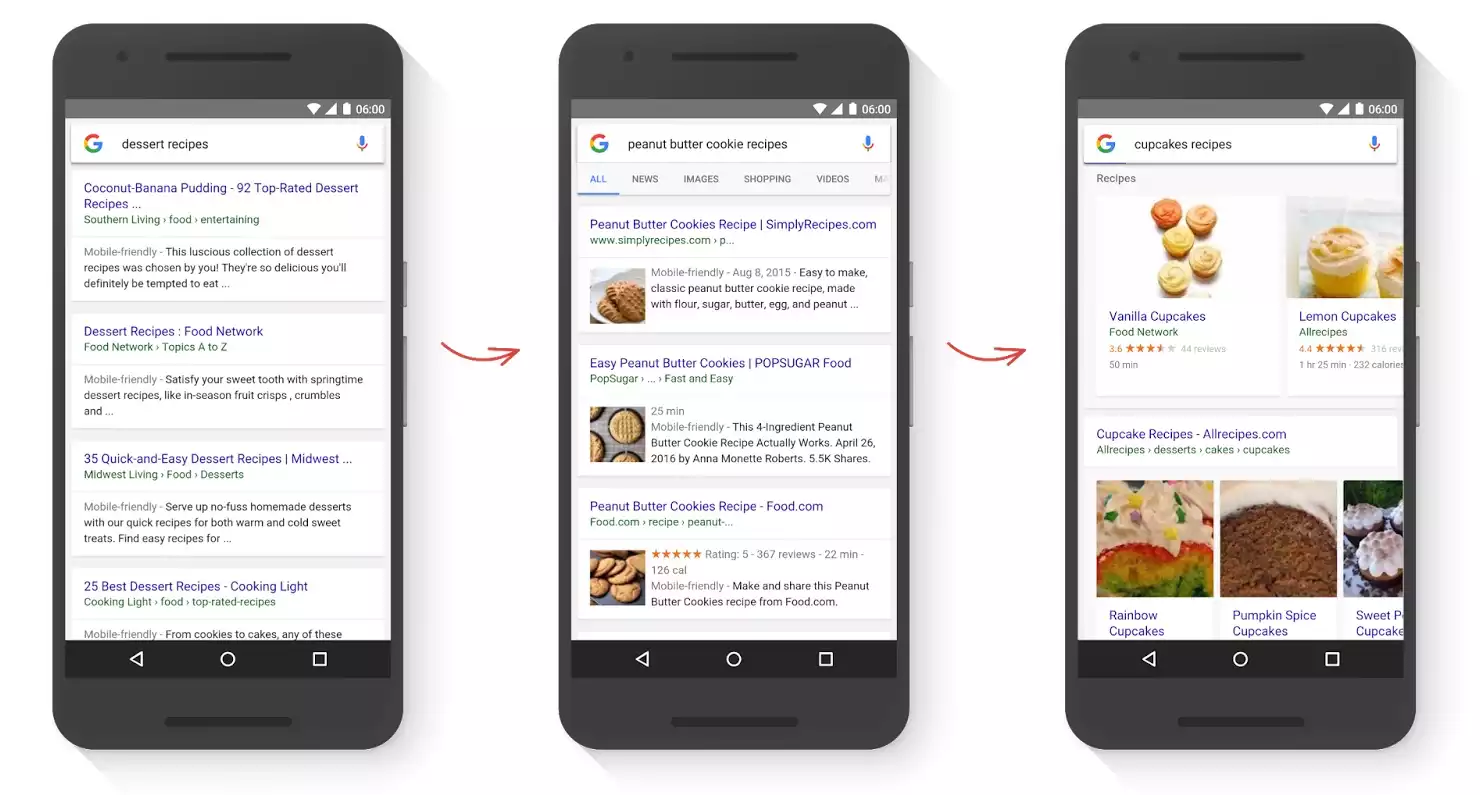 06:00
dessert recipes
Coconut-Banana Pudding - 92 Top-Rated Dessert
Recipes ...
Southern Living › food › entertaining
Mobile-friendly - This luscious collection of dessert
recipes was chosen by you! They're so delicious you'll
definitely be tempted to eat ...
Dessert Recipes : Food Network
Food Network › Topics A to Z
Mobile-friendly - Satisfy your sweet tooth with springtime
dessert recipes, like in-season fruit crisps , crumbles
and ...
35 Quick-and-Easy Dessert Recipes | Midwest ...
Midwest Living › Food › Desserts
Mobile-friendly - Serve up no-fuss homemade desserts
with our quick recipes for both warm and cold sweet
treats. Find easy recipes for ...
25 Best Dessert Recipes - Cooking Light
Cooking Light › food › top-rated-recipes
Mobile-friendly - From cookies to cakes, any of these
06:00
peanut butter cookie recipes
ALL NEWS IMAGES SHOPPING VIDEOS MA
Peanut Butter Cookies Recipe | SimplyRecipes.com
www.simplyrecipes.com › p...
Mobile-friendly - Aug 8, 2015 - Easy to make,
classic peanut butter cookie recipe, made
with flour, sugar, butter, egg, and peanut ...
Easy Peanut Butter Cookies | POPSUGAR Food
PopSugar › ... › Fast and Easy
25 min
Mobile-friendly - This 4-Ingredient Peanut
Butter Cookie Recipe Actually Works. April 26,
2016 by Anna Monette Roberts. 5.5K Shares.
Peanut Butter Cookies Recipe - Food.com
Food.com › recipe › peanut-...
★★★★★ Rating: 5 - 367 reviews - 22 min -
126 cal
Mobile-friendly - Make and share this Peanut
Butter Cookies recipe from Food.com.
06:00
cupcakes recipes
Recipes
Vanilla Cupcakes
Food Network
3.6 ★★★★★ 44 reviews
50 min
Lemon Cupcakes
Allrecipes
4.4 ★★★★★ 316 rev
1 hr 25 min · 232 calories
Cupcake Recipes - Allrecipes.com
Allrecipes › desserts › cakes › cupcakes
Rainbow
Cupcakes
Pumpkin Spice
Cupcakes
Sweet P
Cupcake